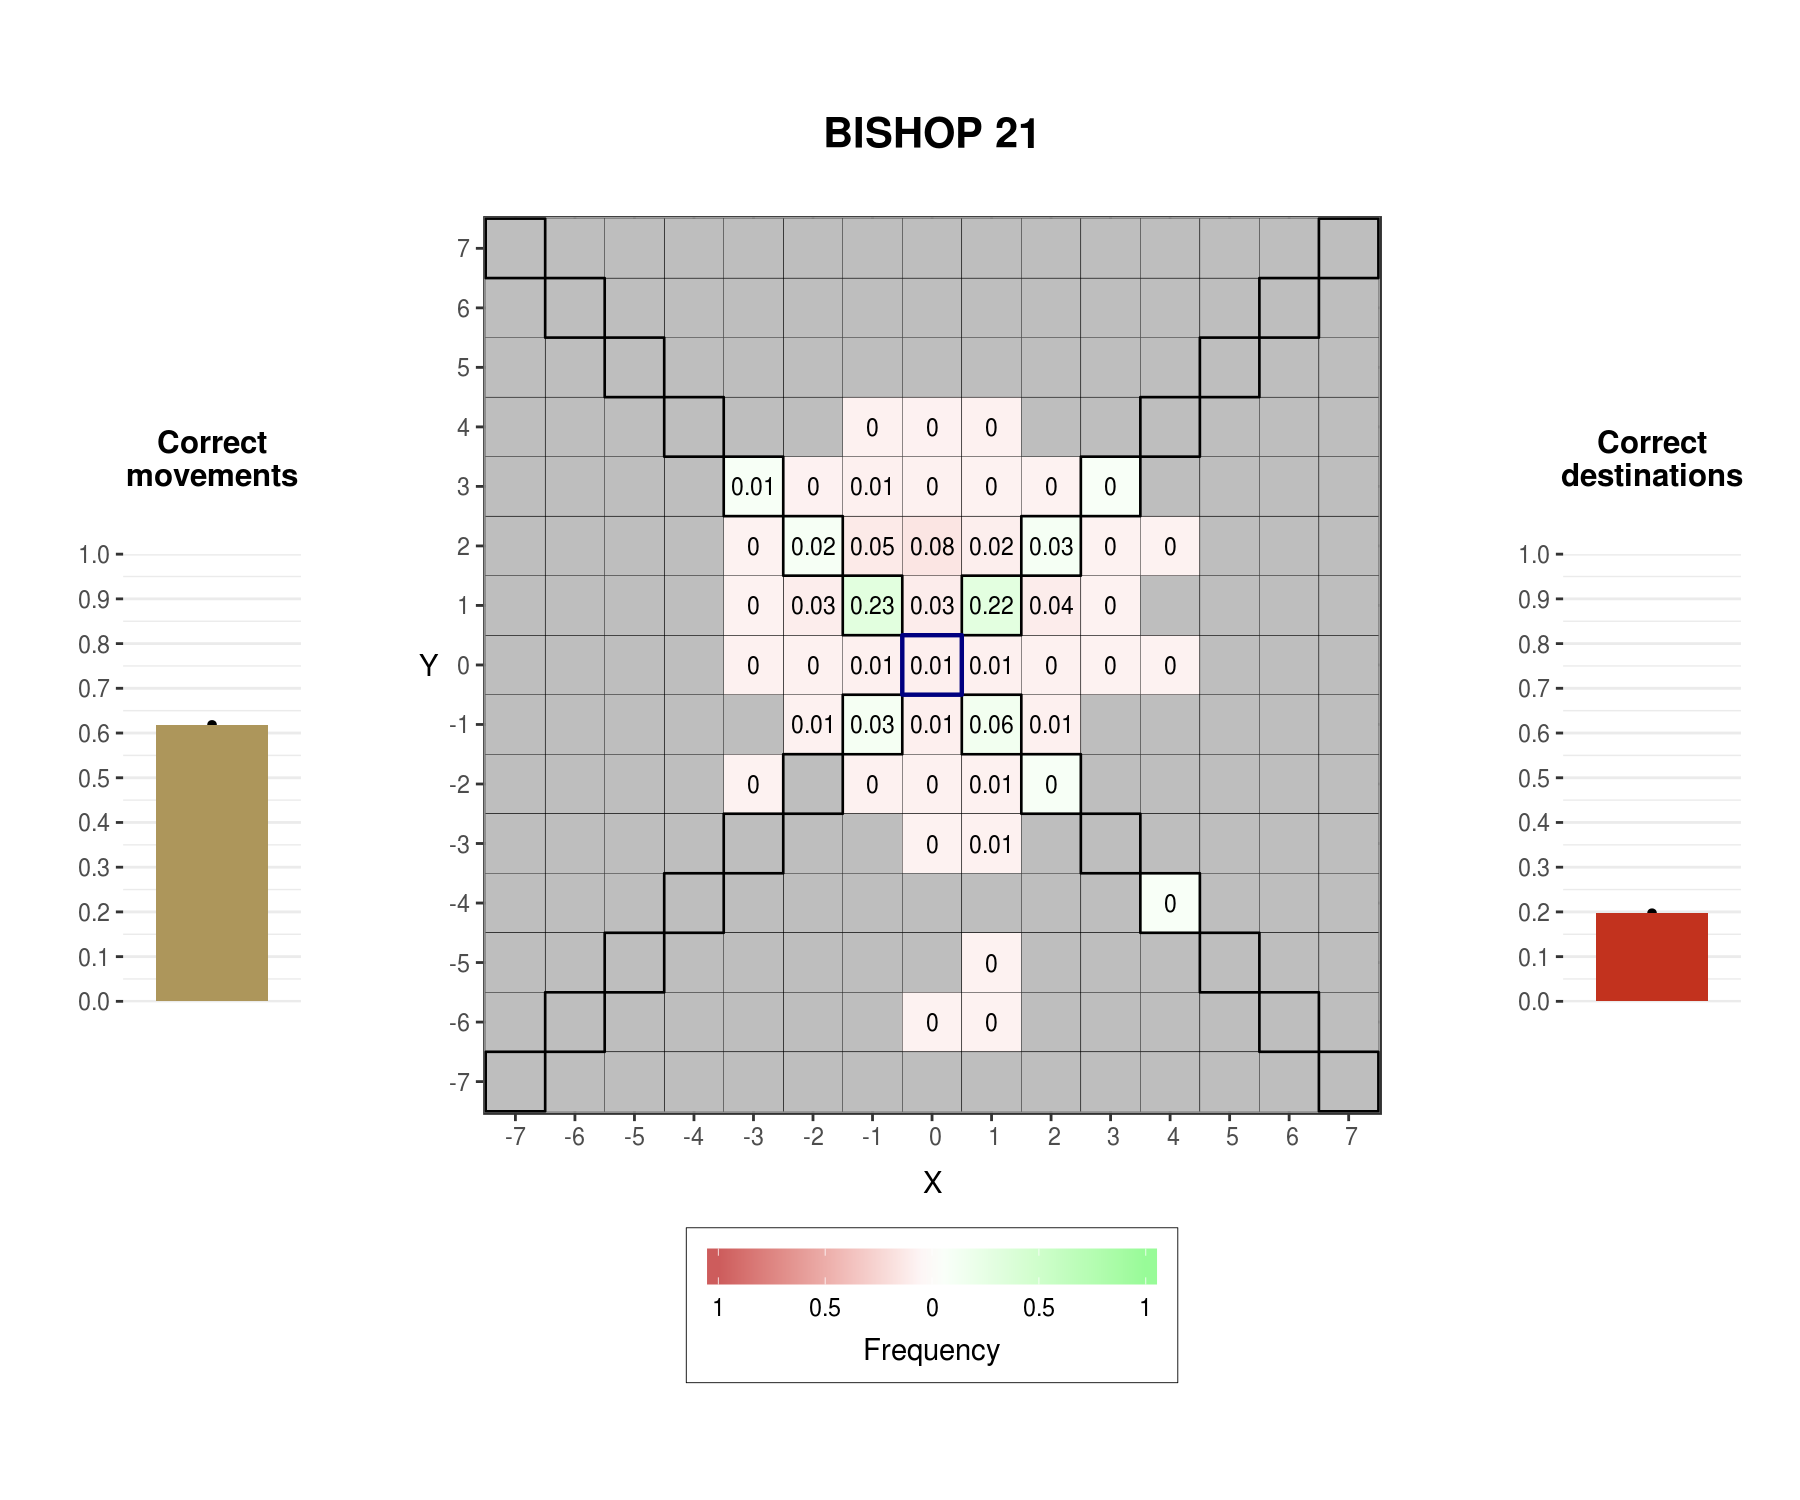 BISHOP 21
Correct
movements
1.0
0.9
0.8
0.7
0.6
0.5
0.4
0.3
0.2
0.1
0.0
Y
7
6
5
4 0 0 0
3 0.01 0 0.01 0 0 0 0
2 0 0.02 0.05 0.08 0.02 0.03 0 0
1 0 0.03 0.23 0.03 0.22 0.04 0
0 0 0 0.01 0.01 0.01 0 0 0
-1 0.01 0.03 0.01 0.06 0.01
-2 0 0 0 0.01 0
-3 0 0.01
-4 0
-5 0
-6 0 0
-7
-7 -6 -5 -4 -3 -2 -1 0 1 2 3 4 5 6 7
X
1 0.5 0 0.5 1
Frequency
Correct
destinations
1.0
0.9
0.8
0.7
0.6
0.5
0.4
0.3
0.2
0.1
0.0